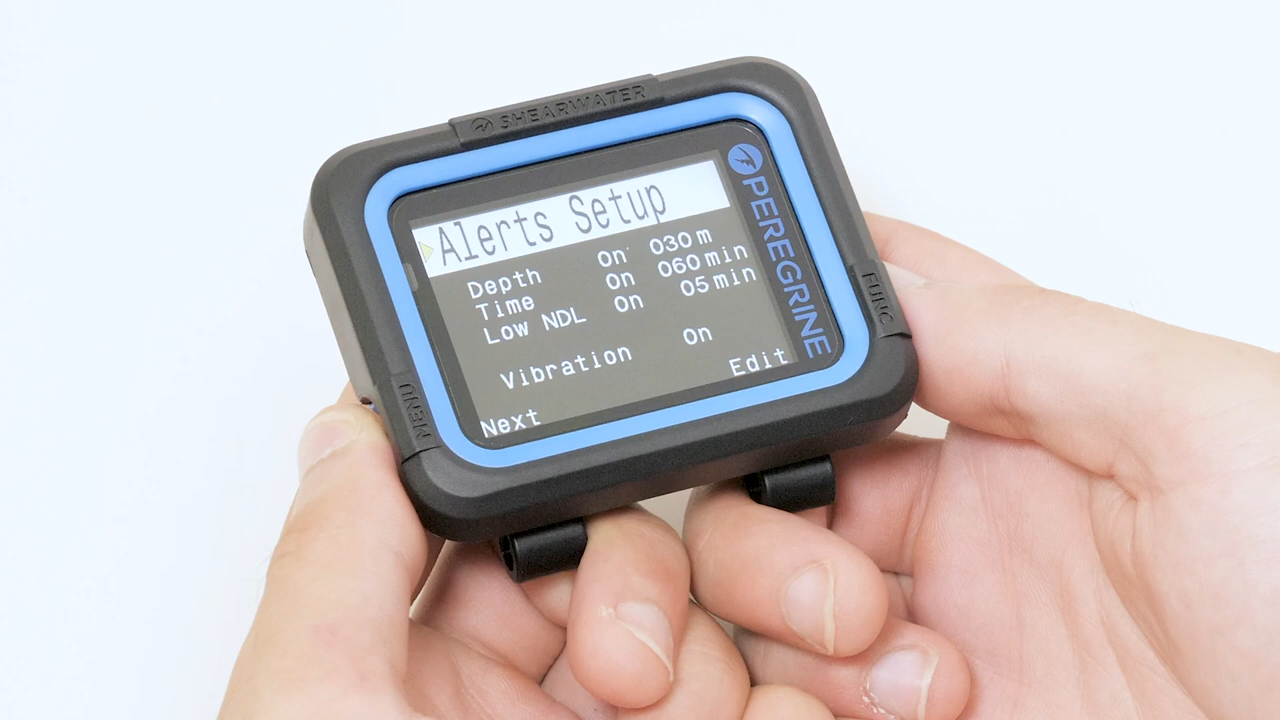 SHEARWATER
PEREGRINE
Alerts Setup
Depth On 030 m
Time On 060 min
Low NDL On 05 min
Vibration On
Next Edit
MENU
FUNC